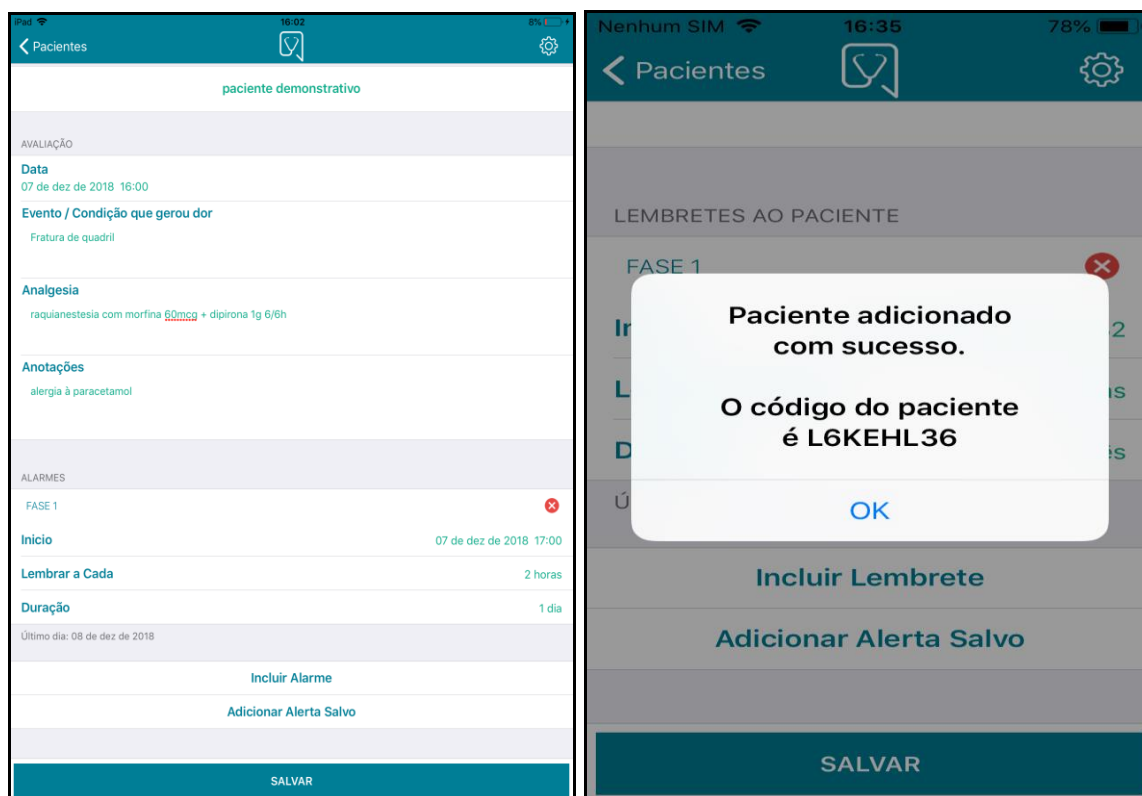 iPad 16:02 8%
Pacientes
paciente demonstrativo
AVALIAÇÃO
Data
07 de dez de 2018 16:00
Evento / Condição que gerou dor
Fratura de quadril
Analgesia
raquianestesia com morfina 60mcg + dipirona 1g 6/6h
Anotações
alergia à paracetamol
ALARMES
FASE 1
Inicio 07 de dez de 2018 17:00
Lembrar a Cada 2 horas
Duração 1 dia
Último dia: 08 de dez de 2018
Incluir Alarme
Adicionar Alerta Salvo
SALVAR
Nenhum SIM 16:35 78%
Pacientes
LEMBRETES AO PACIENTE
FASE 1
Paciente adicionado
com sucesso.
O código do paciente
é L6KEHL36
OK
Incluir Lembrete
Adicionar Alerta Salvo
SALVAR